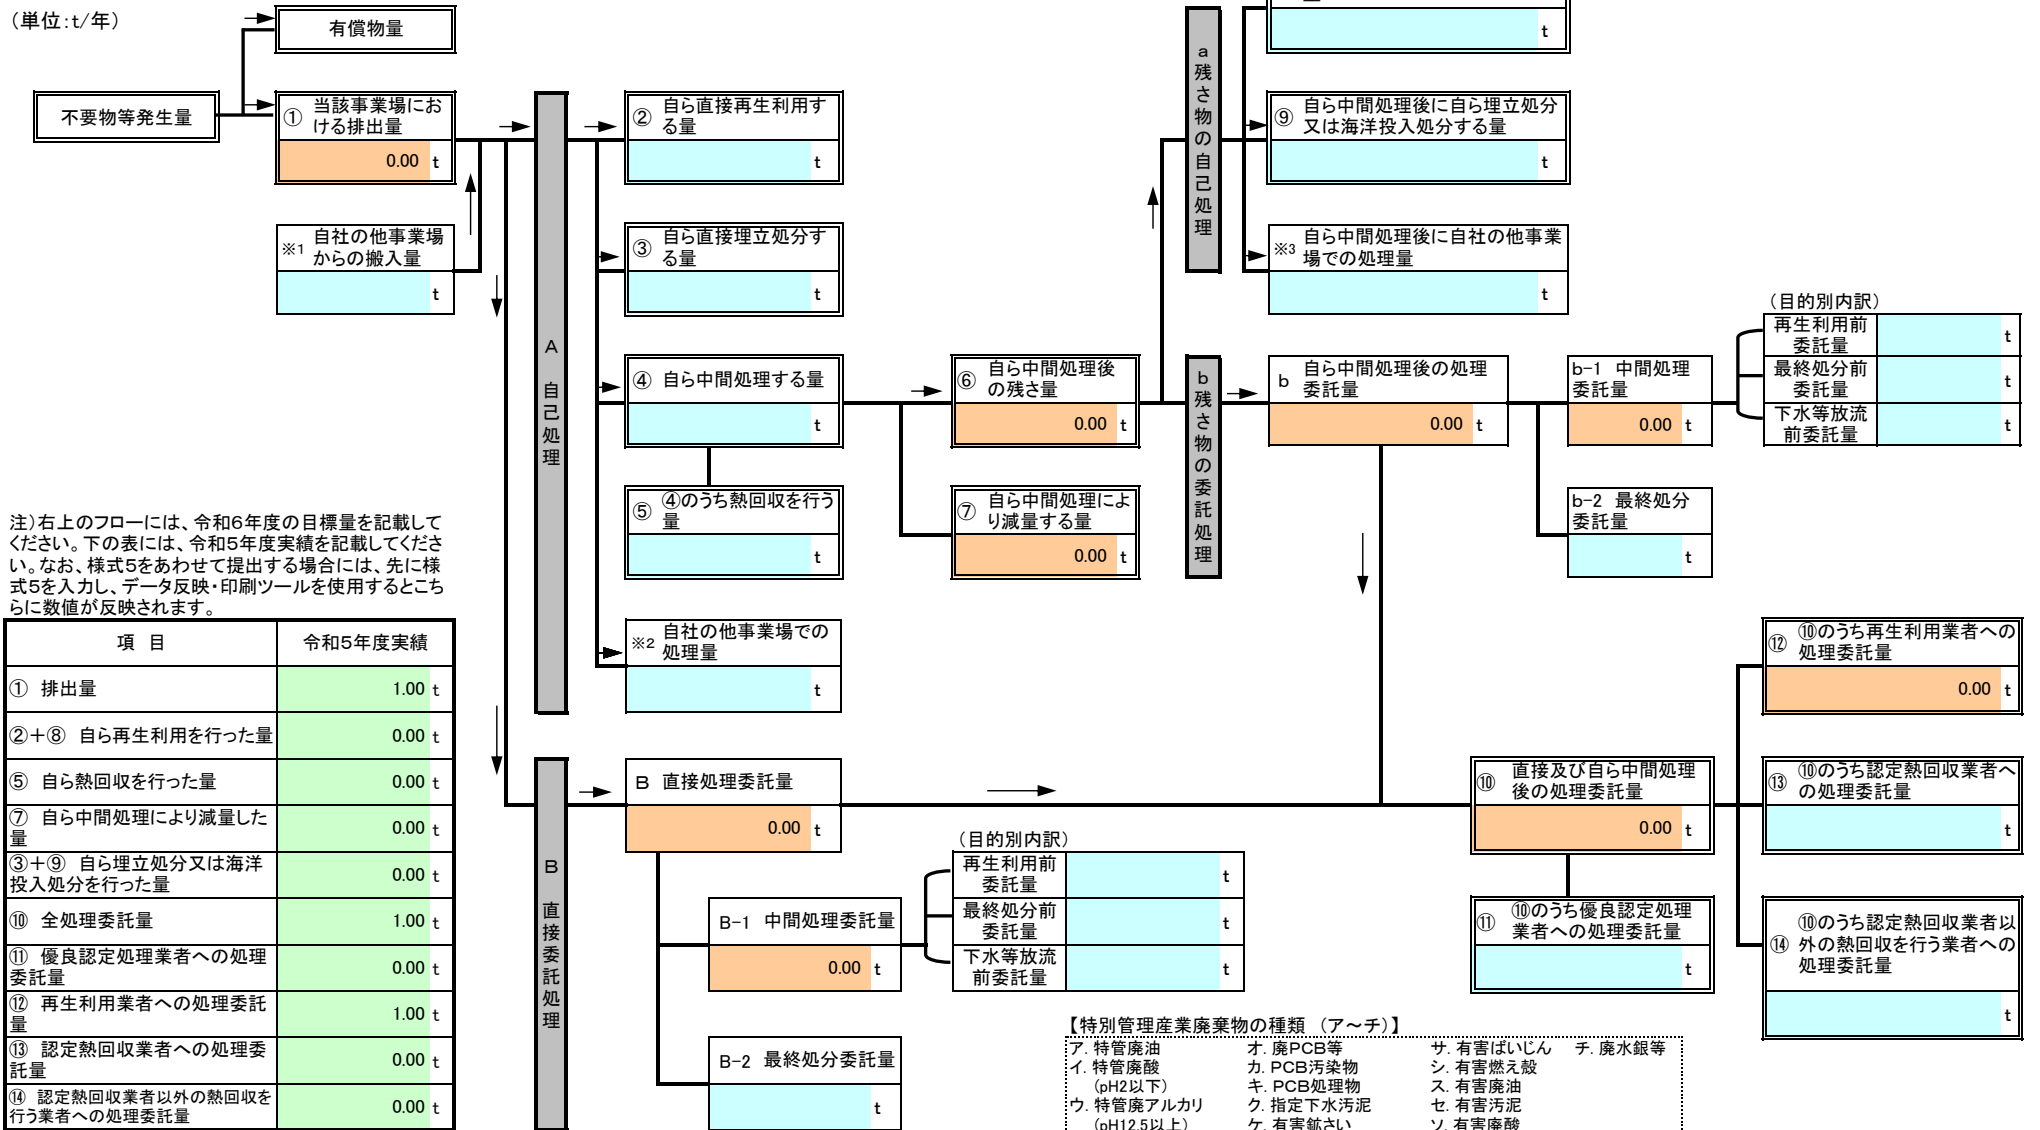 (単位:t/年)
有償物量
不要物等発生量
① 当該事業場にお
ける排出量
0.00 t
※1 自社の他事業場
からの搬入量
t
A 自己処理
② 自ら直接再生利用す
る量
t
③ 自ら直接埋立処分す
る量
t
④ 自ら中間処理する量
t
⑤ ④のうち熱回収を行う
量
t
※2 自社の他事業場での
処理量
t
⑥ 自ら中間処理後
の残さ量
0.00 t
⑦ 自ら中間処理によ
り減量する量
0.00 t
a 残さ物の自己処理
t
⑨ 自ら中間処理後に自ら埋立処分
又は海洋投入処分する量
t
※3 自ら中間処理後に自社の他事業
場での処理量
t
b 残さ物の委託処理
b 自ら中間処理後の処理
委託量
0.00 t
b-1 中間処理
委託量
0.00 t
(目的別内訳)
再生利用前
委託量
t
最終処分前
委託量
t
下水等放流
前委託量
t
b-2 最終処分
委託量
t
注)右上のフローには、令和6年度の目標量を記載して
ください。下の表には、令和5年度実績を記載してくださ
い。なお、様式5をあわせて提出する場合には、先に様
式5を入力し、データ反映・印刷ツールを使用するとこち
らに数値が反映されます。
項 目 令和5年度実績
① 排出量 1.00 t
②+⑧ 自ら再生利用を行った量 0.00 t
⑤ 自ら熱回収を行った量 0.00 t
⑦ 自ら中間処理により減量した
量 0.00 t
③+⑨ 自ら埋立処分又は海洋
投入処分を行った量 0.00 t
⑩ 全処理委託量 1.00 t
⑪ 優良認定処理業者への処理
委託量 0.00 t
⑫ 再生利用業者への処理委託
量 1.00 t
⑬ 認定熱回収業者への処理委
託量 0.00 t
⑭ 認定熱回収業者以外の熱回収を
行う業者への処理委託量 0.00 t
B 直接委託処理
B 直接処理委託量
0.00 t
B-1 中間処理委託量
0.00 t
(目的別内訳)
再生利用前
委託量
t
最終処分前
委託量
t
下水等放流
前委託量
t
B-2 最終処分委託量
t
⑩ 直接及び自ら中間処理
後の処理委託量
0.00 t
⑪ ⑩のうち優良認定処理
業者への処理委託量
t
⑫ ⑩のうち再生利用業者への
処理委託量
0.00 t
⑬ ⑩のうち認定熱回収業者へ
の処理委託量
t
⑭ ⑩のうち認定熱回収業者以
外の熱回収を行う業者への
処理委託量
t
【特別管理産業廃棄物の種類 (ア～チ)】
ア. 特管廃油 オ. 廃PCB等 サ. 有害ばいじん チ. 廃水銀等
イ. 特管廃酸 カ. PCB汚染物 シ. 有害燃え殻
(pH2以下) キ. PCB処理物 ス. 有害廃油
ウ. 特管廃アルカリ ク. 指定下水汚泥 セ. 有害汚泥
(pH12.5以上) ケ. 有害鉱さい ソ. 有害廃酸